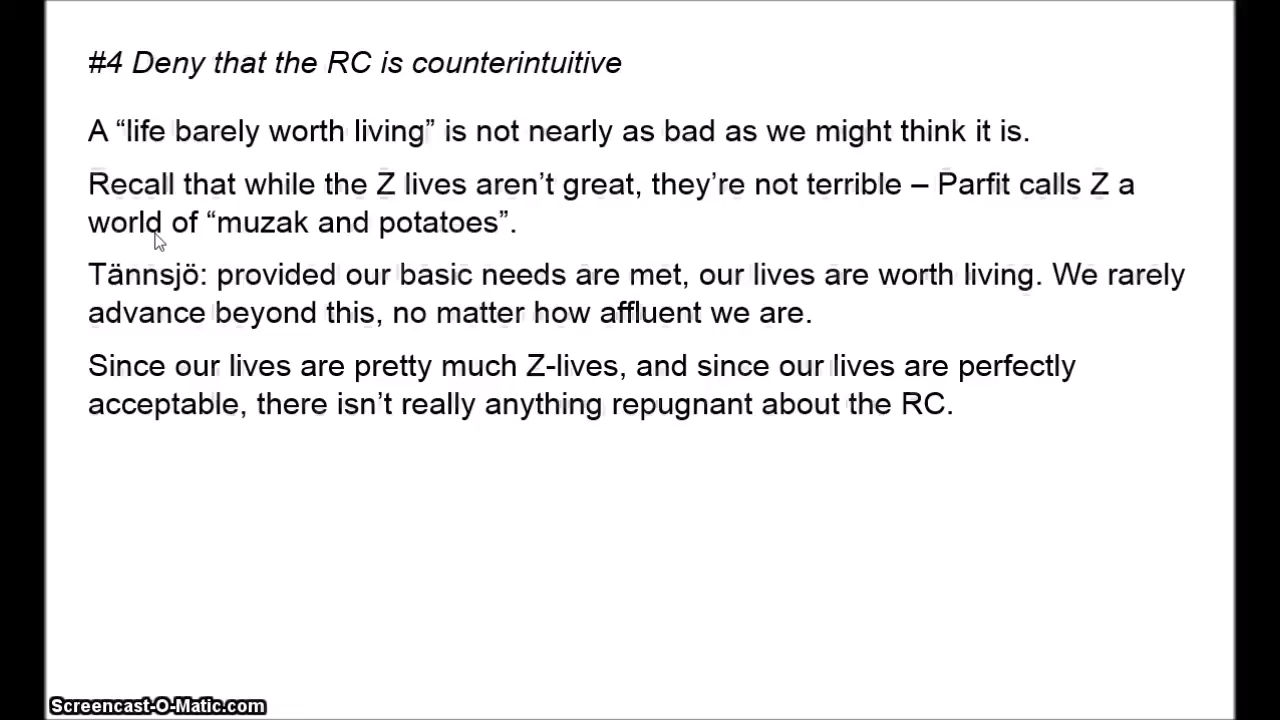 #4 Deny that the RC is counterintuitive
A “life barely worth living” is not nearly as bad as we might think it is.
Recall that while the Z lives aren’t great, they’re not terrible – Parfit calls Z a
world of “muzak and potatoes”.
Tännsjö: provided our basic needs are met, our lives are worth living. We rarely
advance beyond this, no matter how affluent we are.
Since our lives are pretty much Z-lives, and since our lives are perfectly
acceptable, there isn’t really anything repugnant about the RC.
Screencast-O-Matic.com